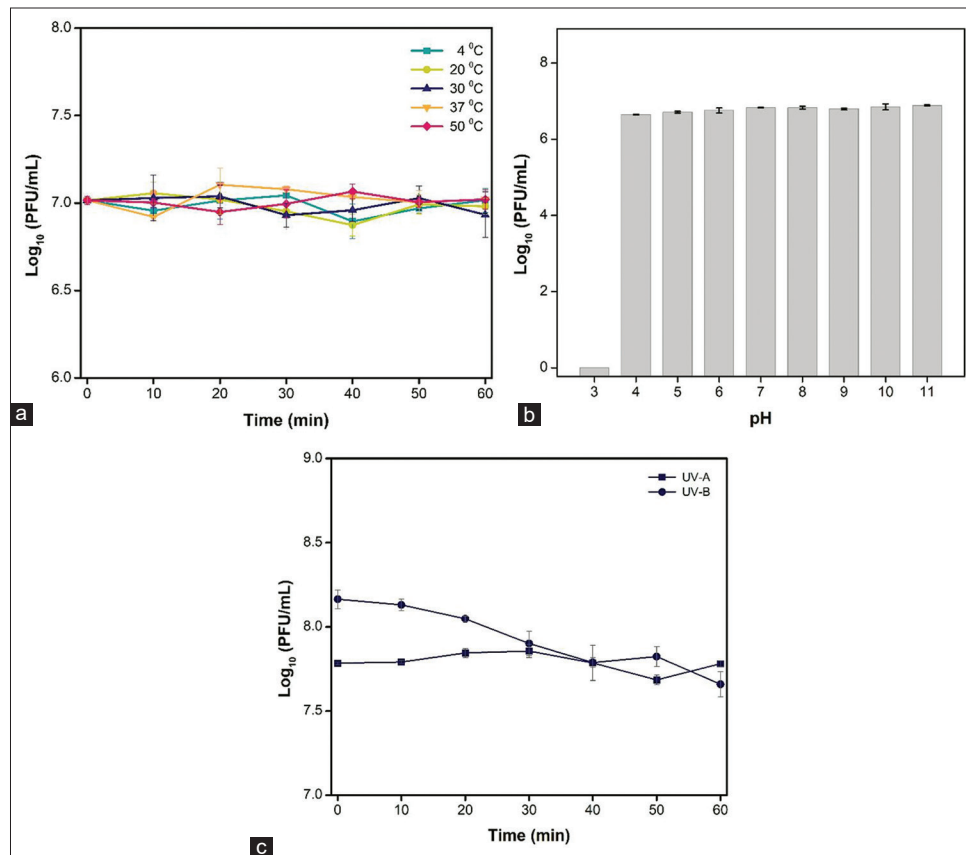 8.0
7.5
7.0
6.5
6.0
Log₁₀ (PFU/mL)
4 ⁰C
20 ⁰C
30 ⁰C
37 ⁰C
50 ⁰C
0 10 20 30 40 50 60
Time (min)
a
8
6
4
2
0
Log₁₀ (PFU/mL)
3 4 5 6 7 8 9 10 11
pH
b
9.0
8.5
8.0
7.5
7.0
Log₁₀ (PFU/mL)
UV-A
UV-B
0 10 20 30 40 50 60
Time (min)
c